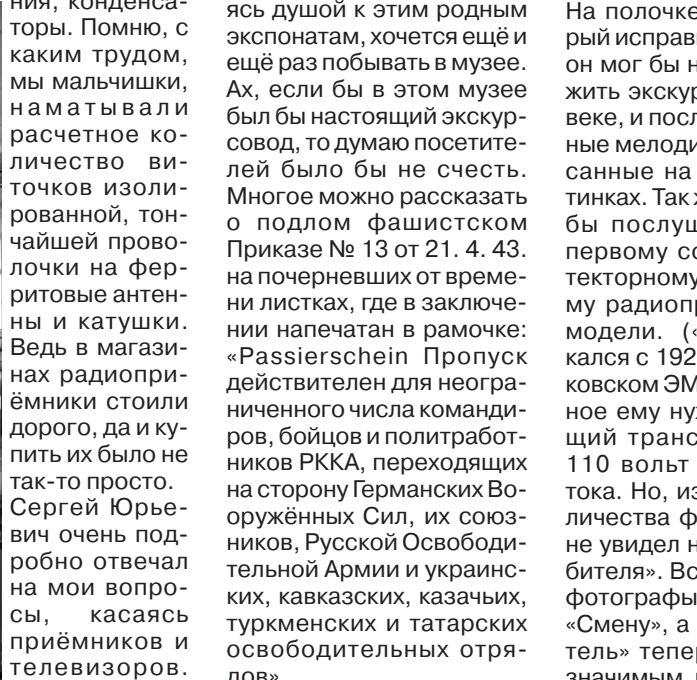 ния, конденса-
торы. Помню, с
каким трудом,
мы мальчишки,
наматывали
расчетное ко-
личество ви-
точков изоли-
рованной, тон-
чайшей прово-
лочки на фер-
ритовые антен-
ны и катушки.
Ведь в магази-
нах радиопри-
ёмники стоили
дорого, да и ку-
пить их было не
так-то просто.
Сергей Юрье-
вич очень под-
робно отвечал
на мои вопро-
сы, касаясь
приёмников и
телевизоров.
ясь душой к этим родным
экспонатам, хочется ещё и
ещё раз побывать в музее.
Ах, если бы в этом музее
был бы настоящий экскур-
совод, то думаю посетите-
лей было бы не счесть.
Многое можно рассказать
о подлом фашистском
Приказе № 13 от 21. 4. 43.
на почерневших от време-
ни листках, где в заключе-
нии напечатан в рамочке:
«Passierschein Пропуск
действителен для неогра-
ниченного числа команди-
ров, бойцов и политработ-
ников РККА, переходящих
на сторону Германских Во-
оружённых Сил, их союз-
ников, Русской Освободи-
тельной Армии и украинс-
ких, кавказских, казачьих,
туркменских и татарских
освободительных отря-
дов»
На полочке
рый исправ
он мог бы н
жить экскур
веке, и посл
ные мелоди
санные на
тинках. Так ж
бы послуш
первому со
текторному
му радиопр
модели. («
кался с 192
ковском ЭМ
ное ему ну
щий транс
110 вольт
тока. Но, из
личества ф
не увидел н
бителя». Вс
фотографы
«Смену», а
тель» тепер
значимым